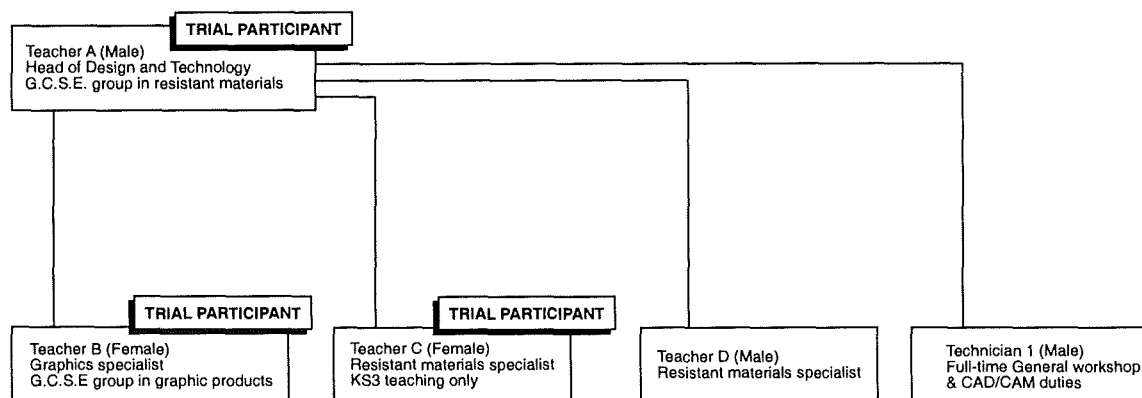 TRIAL PARTICIPANT
Teacher A (Male)
Head of Design and Technology
G.C.S.E. group in resistant materials
TRIAL PARTICIPANT
Teacher B (Female)
Graphics specialist
G.C.S.E group in graphic products
TRIAL PARTICIPANT
Teacher C (Female)
Resistant materials specialist
KS3 teaching only
Teacher D (Male)
Resistant materials specialist
Technician 1 (Male)
Full-time General workshop
& CAD/CAM duties